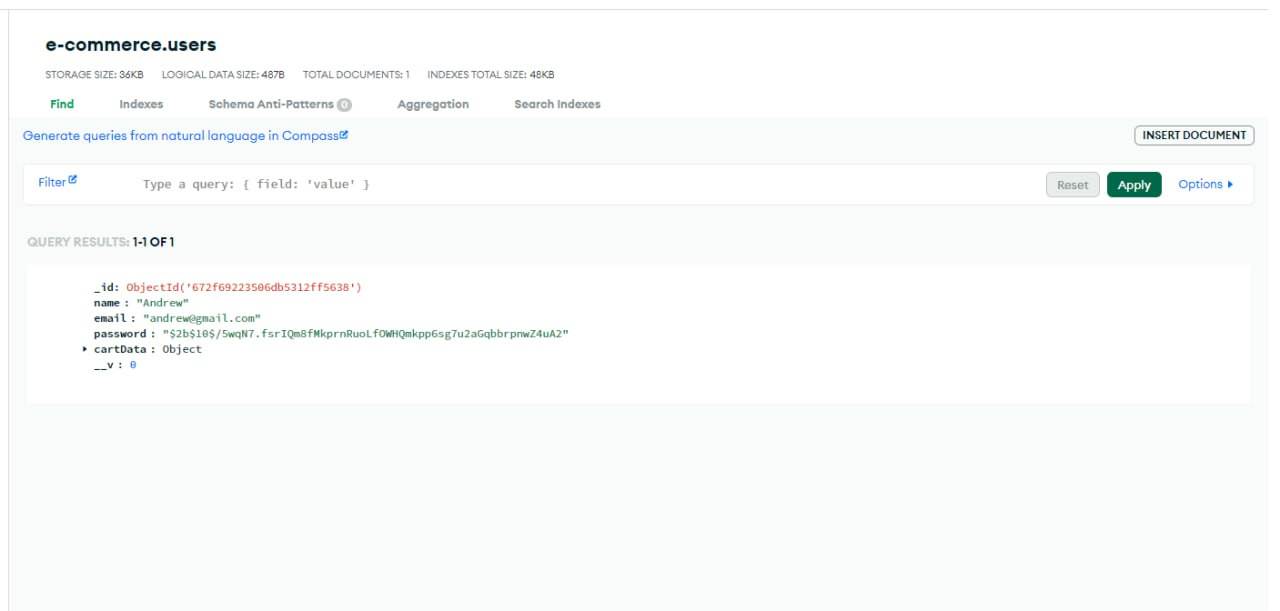 e-commerce.users
STORAGE SIZE: 36KB LOGICAL DATA SIZE: 487B TOTAL DOCUMENTS: 1 INDEXES TOTAL SIZE: 48KB
Find Indexes Schema Anti-Patterns 0 Aggregation Search Indexes
Generate queries from natural language in Compass
INSERT DOCUMENT
Filter Type a query: { field: 'value' } Reset Apply Options
QUERY RESULTS: 1-1 OF 1
_id: ObjectId('672f69223506db5312ff5638')
name : "Andrew"
email : "andrew@gmail.com"
password : "$2b$10$/5wqN7.fsrIQm8fMkprnRuoLfOWHQmkpp6sg7u2aGqbbrpnwZ4uA2"
cartData : Object
__v : 0